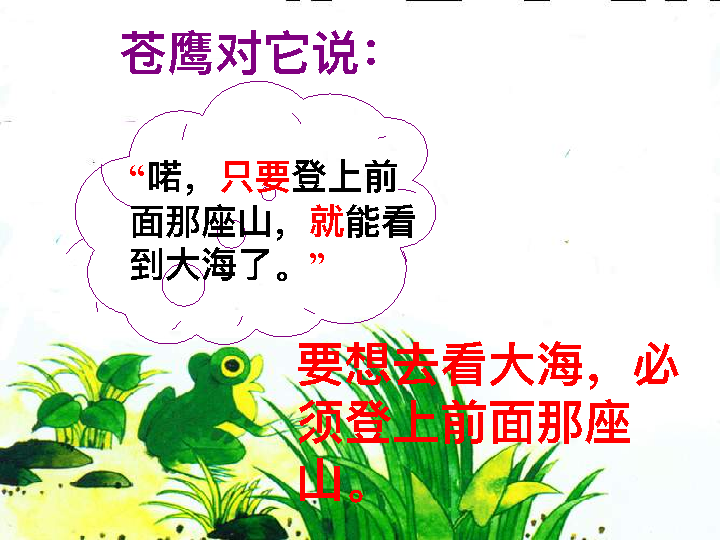 苍鹰对它说：
“喏，只要登上前
面那座山，就能看
到大海了。”
要想去看大海，必
须登上前面那座
山。